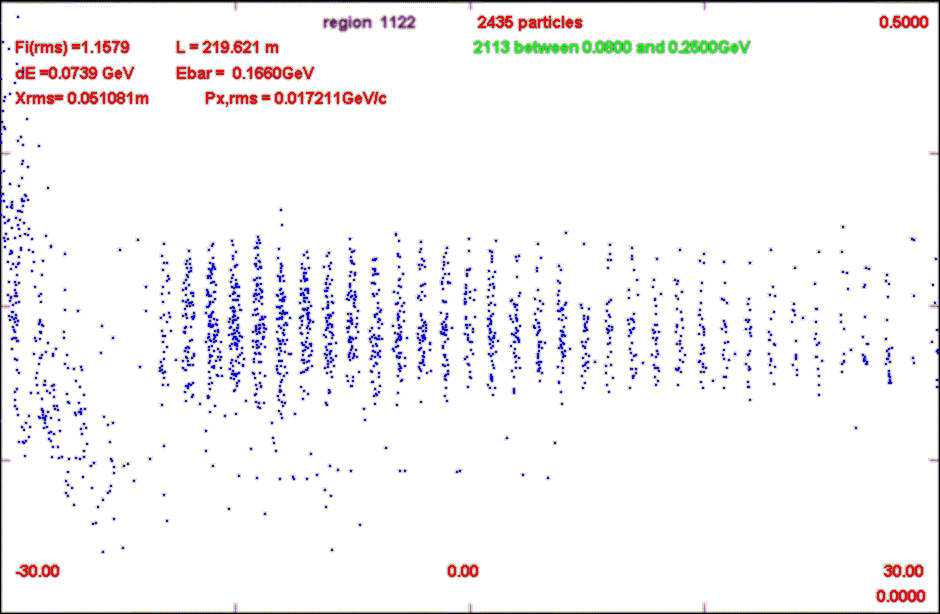 region 1122 2435 particles 0.5000
Fi(rms) =1.1579 L = 219.621 m 2113 between 0.0800 and 0.2500GeV
dE =0.0739 GeV Ebar = 0.1660GeV
Xrms= 0.051081m Px,rms = 0.017211GeV/c
-30.00 0.00 30.00
0.0000